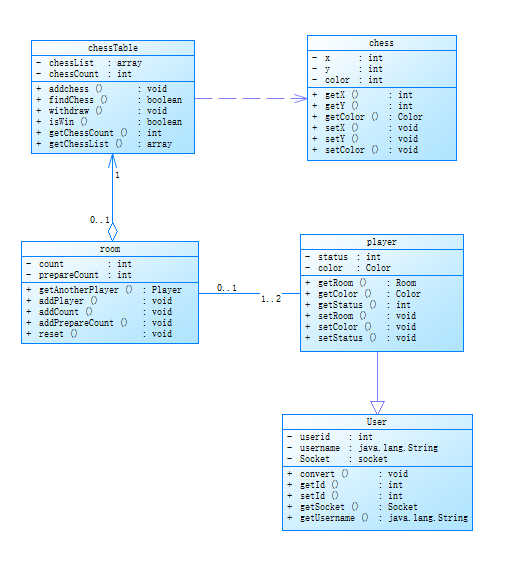 chessTable
- chessList : array
- chessCount : int
+ addchess () : void
+ findChess () : boolean
+ withdraw () : void
+ isWin () : boolean
+ getChessCount () : int
+ getChessList () : array
chess
- x : int
- y : int
- color : int
+ getX () : int
+ getY () : int
+ getColor () : Color
+ setX () : void
+ setY () : void
+ setColor () : void
1
0..1
room
- count : int
- prepareCount : int
+ getAnotherPlayer () : Player
+ addPlayer () : void
+ addCount () : void
+ addPrepareCount () : void
+ reset () : void
0..1
1..2
player
- status : int
- color : Color
+ getRoom () : Room
+ getColor () : Color
+ getStatus () : int
+ setRoom () : void
+ setColor () : void
+ setStatus () : void
User
- userid : int
- username : java.lang.String
- Socket : socket
+ convert () : void
+ getId () : int
+ setId () : int
+ getSocket () : Socket
+ getUsername () : java.lang.String